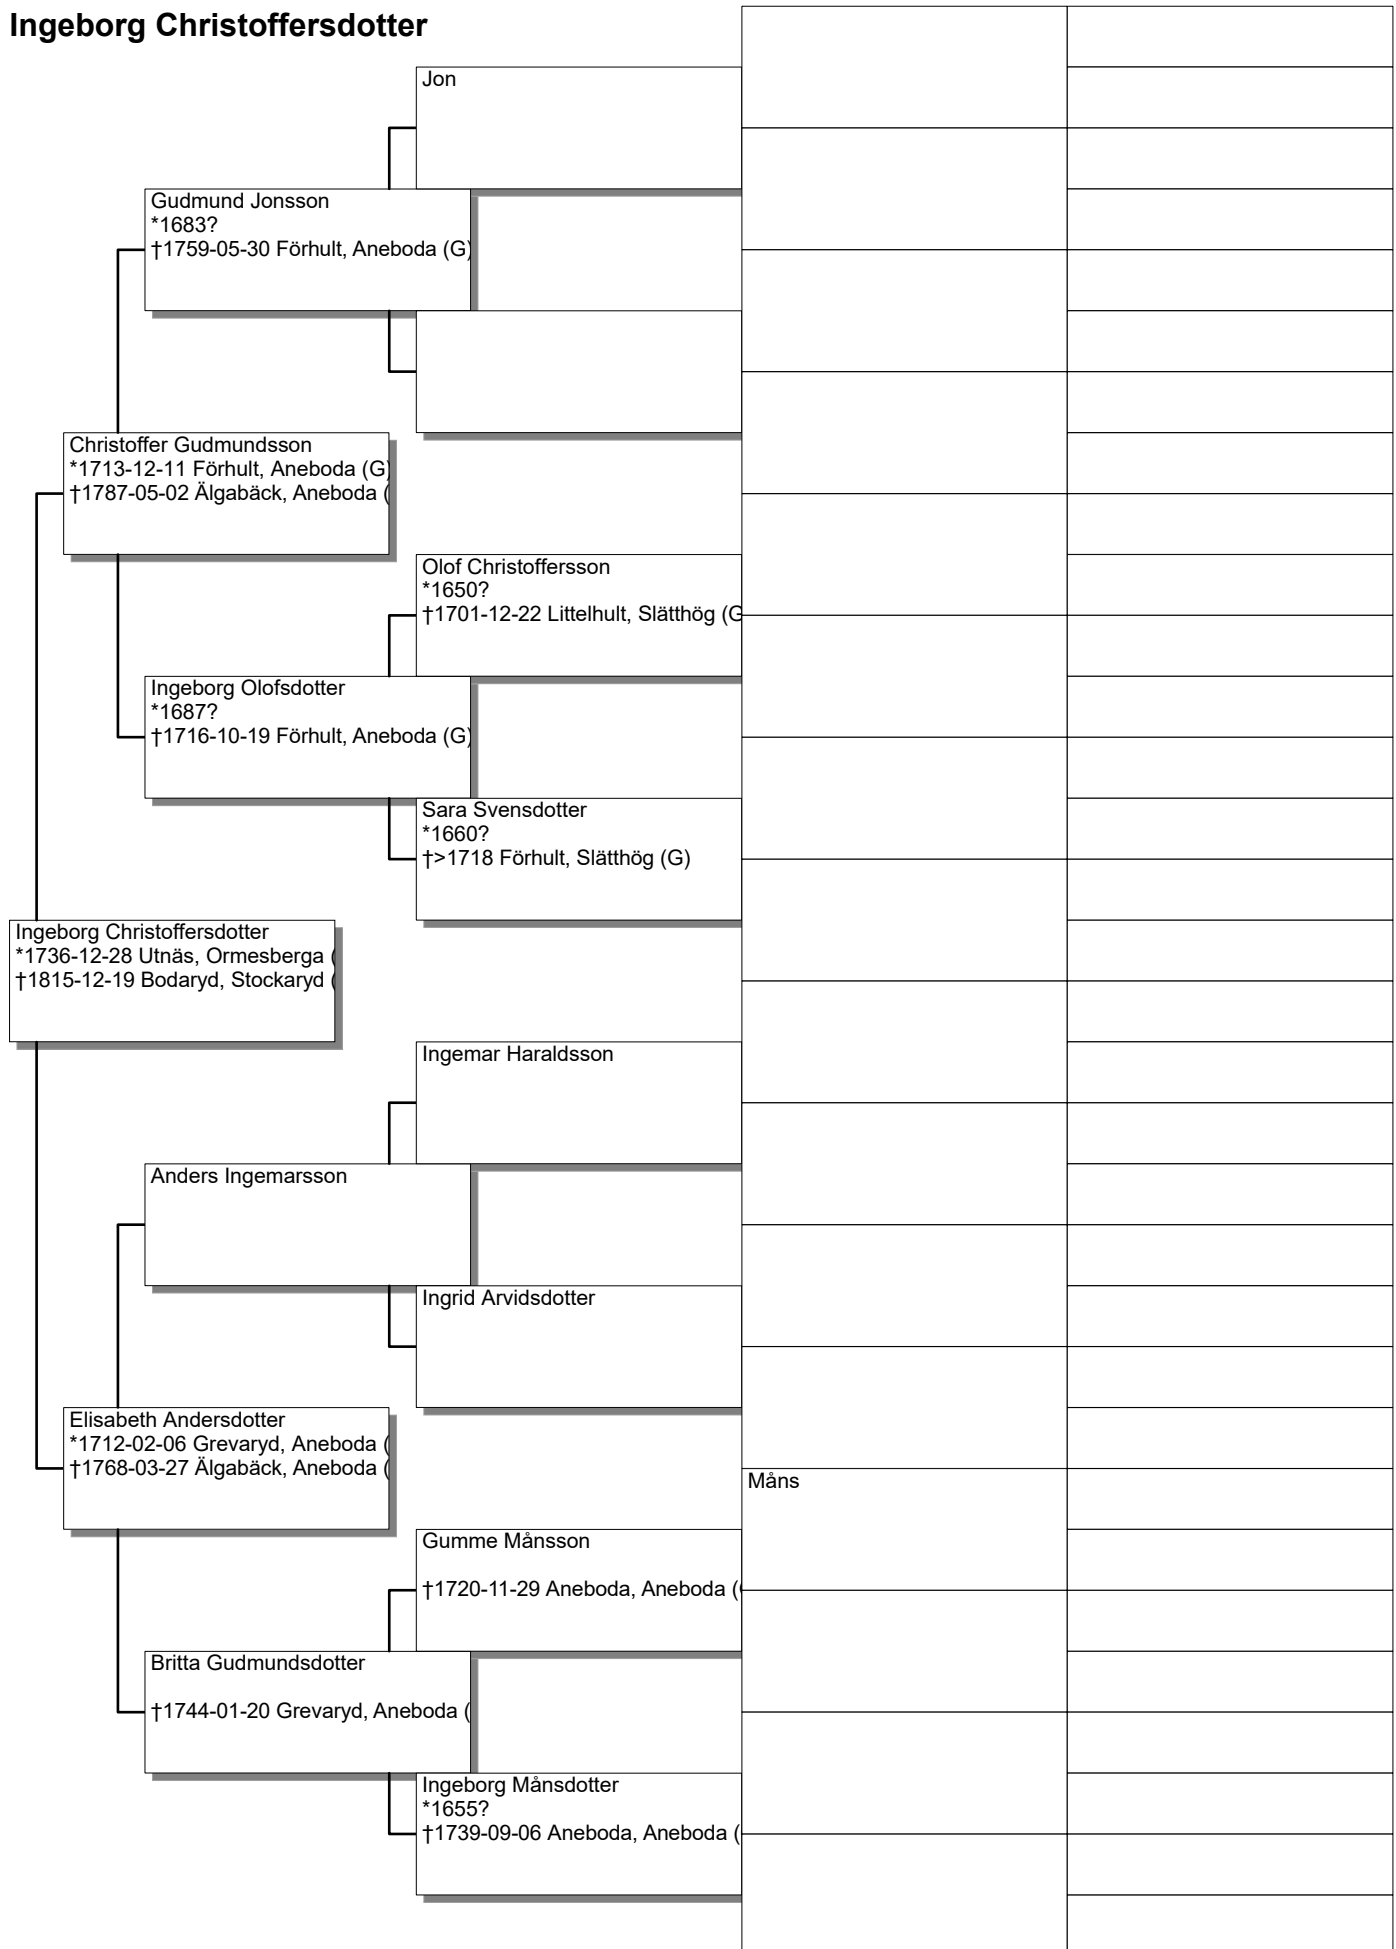 Ingeborg Christoffersdotter
Jon
Gudmund Jonsson
*1683?
†1759-05-30 Förhult, Aneboda (G)
Christoffer Gudmundsson
*1713-12-11 Förhult, Aneboda (G)
†1787-05-02 Älgabäck, Aneboda (
Olof Christoffersson
*1650?
†1701-12-22 Littelhult, Slätthög (G
Ingeborg Olofsdotter
*1687?
†1716-10-19 Förhult, Aneboda (G)
Sara Svensdotter
*1660?
†>1718 Förhult, Slätthög (G)
Ingeborg Christoffersdotter
*1736-12-28 Utnäs, Ormesberga (
†1815-12-19 Bodaryd, Stockaryd (
Ingemar Haraldsson
Anders Ingemarsson
Ingrid Arvidsdotter
Elisabeth Andersdotter
*1712-02-06 Grevaryd, Aneboda (
†1768-03-27 Älgabäck, Aneboda (
Måns
Gumme Månsson
†1720-11-29 Aneboda, Aneboda (
Britta Gudmundsdotter
†1744-01-20 Grevaryd, Aneboda (
Ingeborg Månsdotter
*1655?
†1739-09-06 Aneboda, Aneboda (